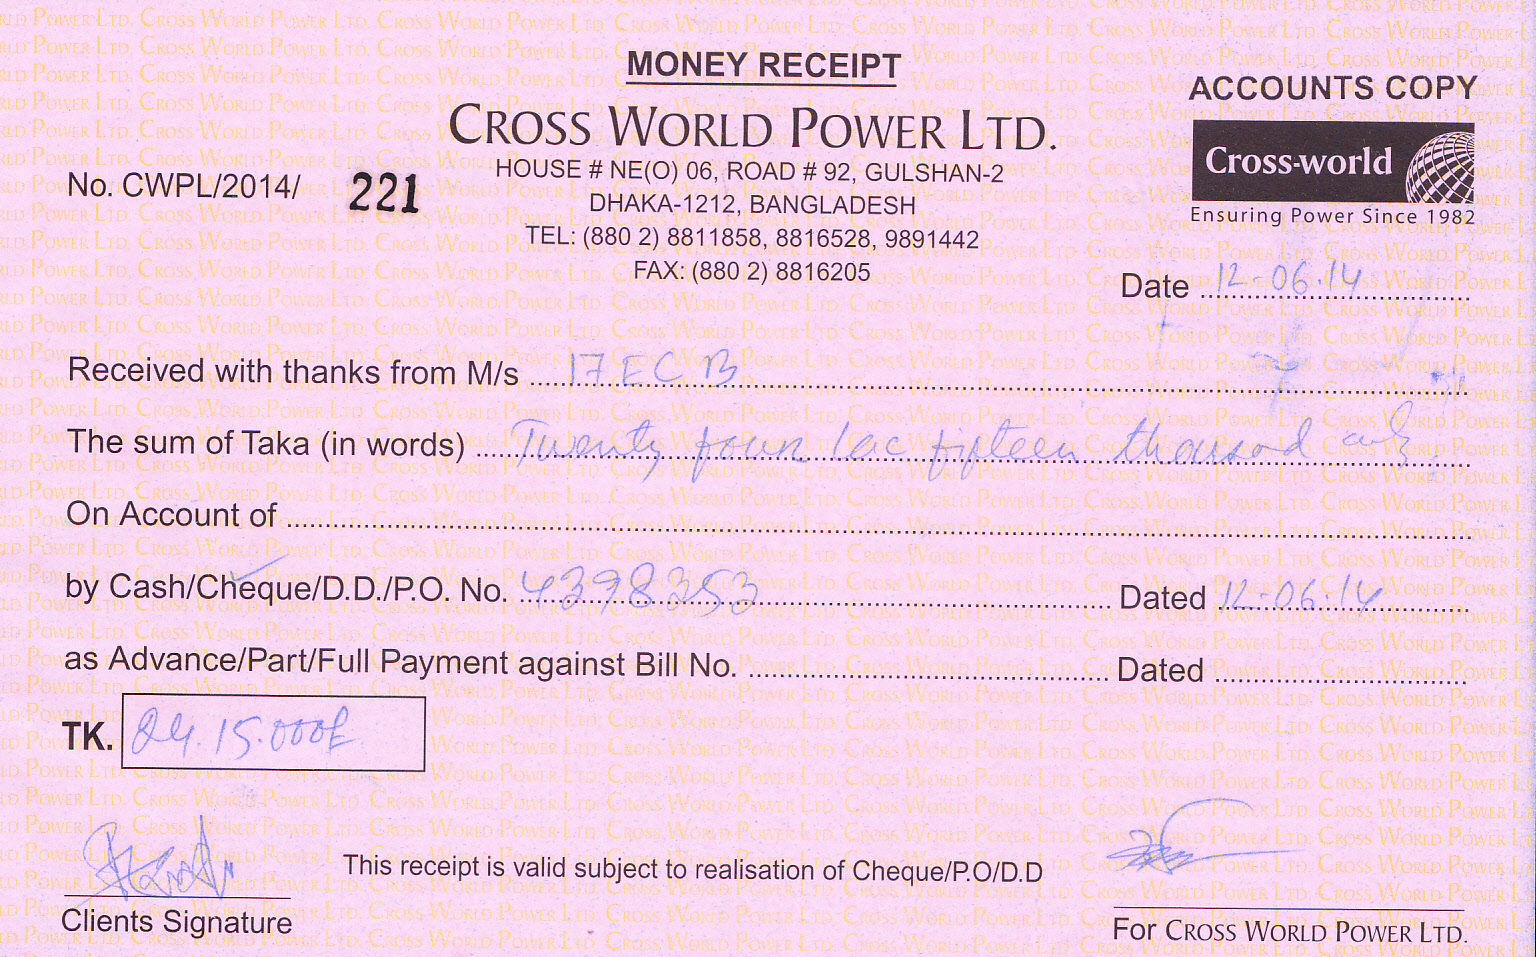 MONEY RECEIPT
ACCOUNTS COPY
CROSS WORLD POWER LTD.
Cross-world
Ensuring Power Since 1982
HOUSE # NE(O) 06, ROAD # 92, GULSHAN-2
No. CWPL/2014/ 221
DHAKA-1212, BANGLADESH
TEL: (880 2) 8811858, 8816528, 9891442
FAX: (880 2) 8816205
Date 12-06.14
Received with thanks from M/s 17 ECB
The sum of Taka (in words) Twenty four lac fifteen thousand only
On Account of
by Cash/Cheque/D.D./P.O. No. 4398353 Dated 12-06.14
as Advance/Part/Full Payment against Bill No. Dated
TK. 24.15.000/-
This receipt is valid subject to realisation of Cheque/P.O/D.D
Clients Signature
For CROSS WORLD POWER LTD.